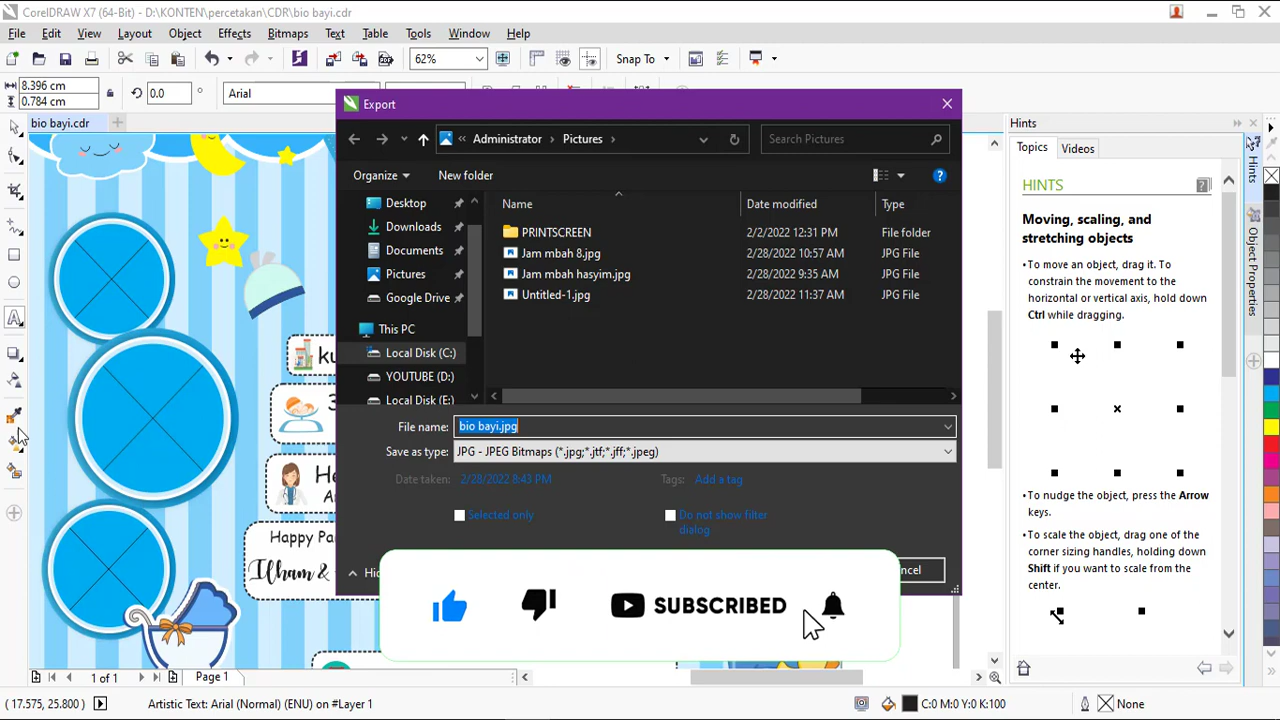 CorelDRAW X7 (64-Bit) - D:\KONTEN\percetakan\CDR\bio bayi.cdr
File Edit View Layout Object Effects Bitmaps Text Table Tools Window Help
62% Snap To
8.396 cm
0.784 cm
0.0 °
Arial
bio bayi.cdr
Export
Administrator Pictures
Search Pictures
Organize New folder
Desktop
Downloads
Documents
Pictures
Google Drive
This PC
Local Disk (C:)
YOUTUBE (D:)
Local Disk (E:)
Name Date modified Type
PRINTSCREEN 2/2/2022 12:31 PM File folder
Jam mbah 8.jpg 2/28/2022 10:57 AM JPG File
Jam mbah hasyim.jpg 2/28/2022 9:35 AM JPG File
Untitled-1.jpg 2/28/2022 11:37 AM JPG File
File name: bio bayi.jpg
Save as type: JPG - JPEG Bitmaps (*.jpg;*.jtf;*.jff;*.jpeg)
Date taken: 2/28/2022 8:43 PM Tags: Add a tag
Selected only
Do not show filter
dialog
SUBSCRIBED
Happy Pa
Ilham &
Hints
Topics Videos
HINTS
Moving, scaling, and
stretching objects
• To move an object, drag it. To
constrain the movement to the
horizontal or vertical axis, hold down
Ctrl while dragging.
• To nudge the object, press the Arrow
keys.
• To scale the object, drag one of the
corner sizing handles, holding down
Shift if you want to scale from the
center.
Hints
Object Properties
1 of 1 Page 1
( 17.575, 25.800 ) Artistic Text: Arial (Normal) (ENU) on #Layer 1 C:0 M:0 Y:0 K:100 None